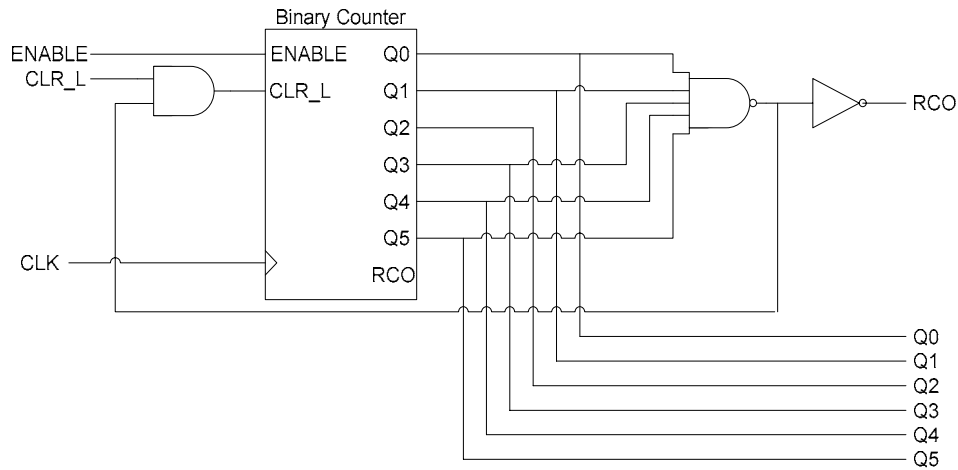 Binary Counter
ENABLE
CLR_L
CLK
ENABLE
CLR_L
Q0
Q1
Q2
Q3
Q4
Q5
RCO
RCO
Q0
Q1
Q2
Q3
Q4
Q5